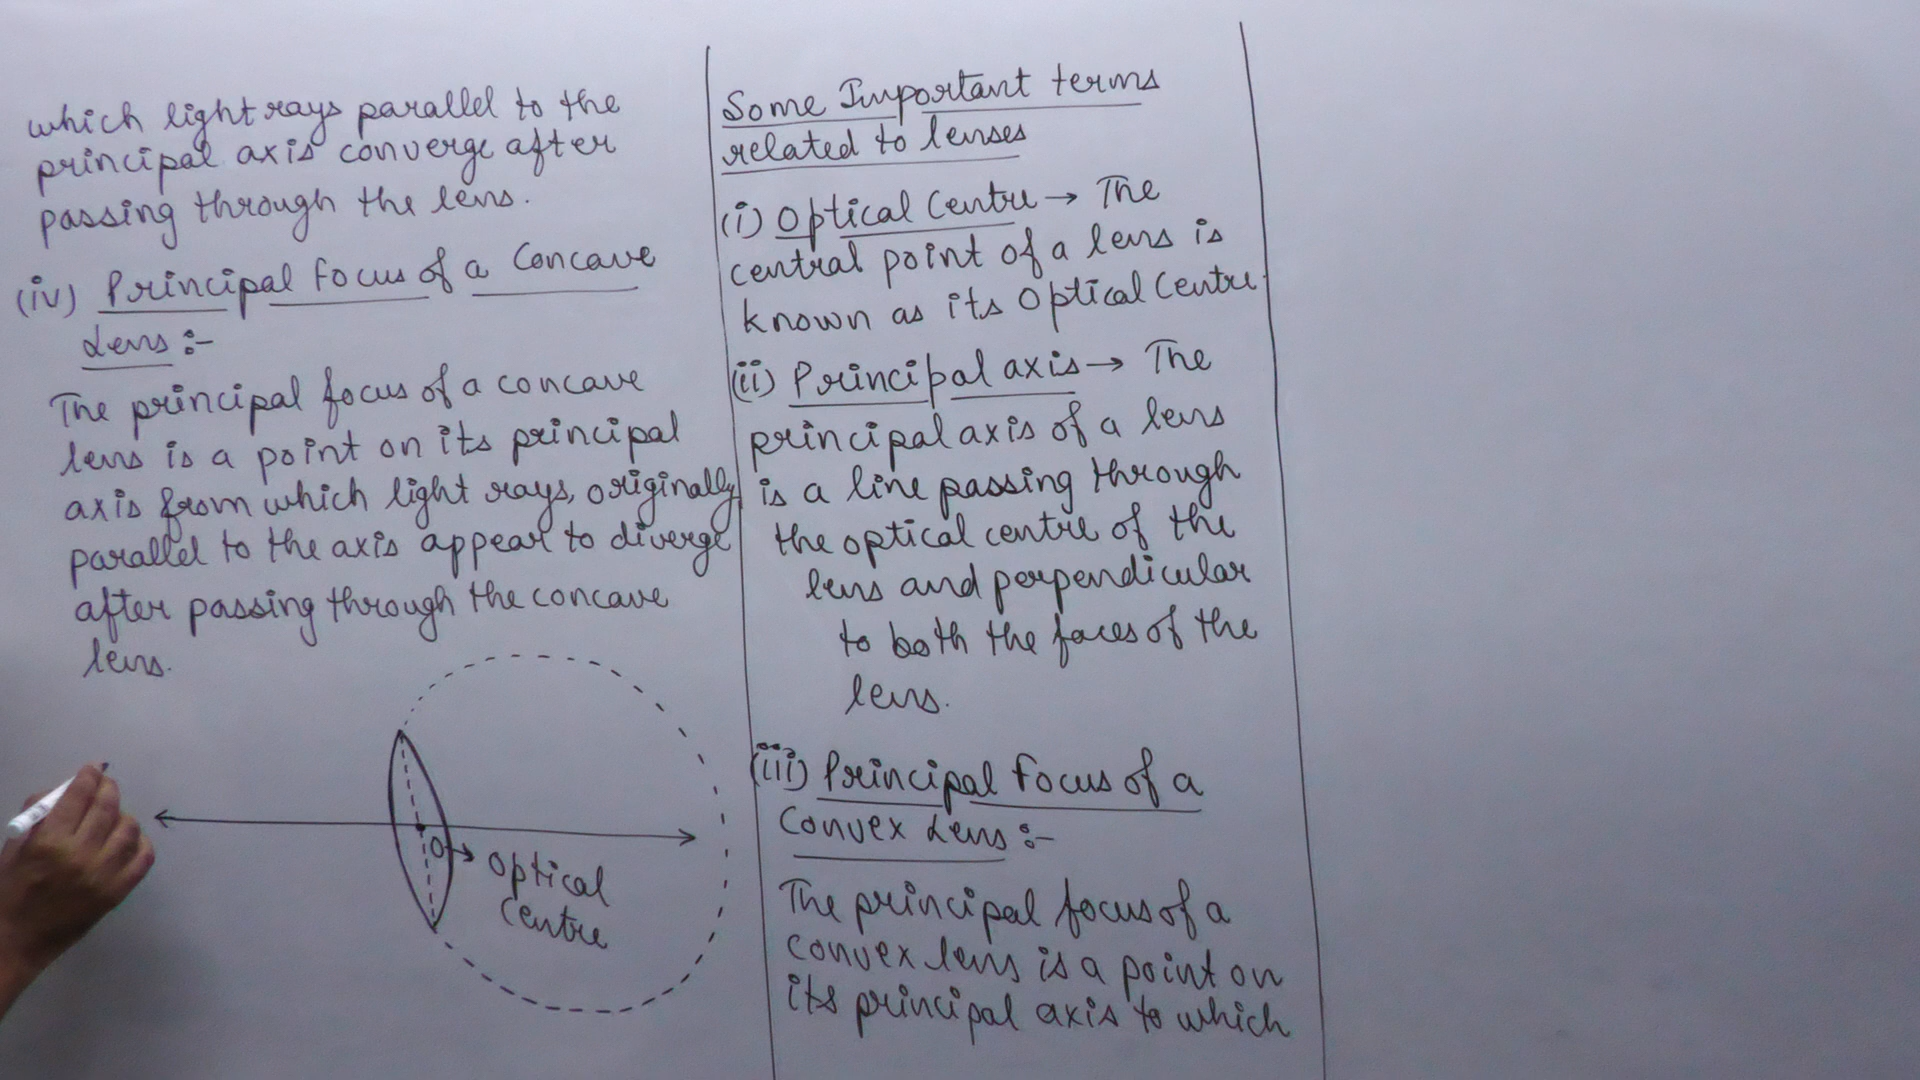 Some Important terms
related to lenses
(i) Optical Centre → The
central point of a lens is
known as its Optical Centre.
(ii) Principal axis → The
principal axis of a lens
is a line passing through
the optical centre of the
lens and perpendicular
to both the faces of the
lens.
(iii) Principal Focus of a
Convex Lens :-
The principal focus of a
convex lens is a point on
its principal axis to which
which light rays parallel to the
principal axis converge after
passing through the lens.
(iv) Principal Focus of a Concave
Lens :-
The principal focus of a concave
lens is a point on its principal
axis from which light rays, originally
parallel to the axis appear to diverge
after passing through the concave
lens.
O → Optical
Centre